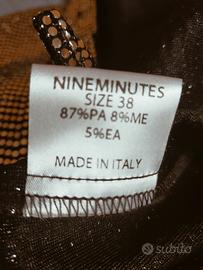 NINEMINUTES
SIZE 38
87%PA 8%ME
5%EA
MADE IN ITALY
subito